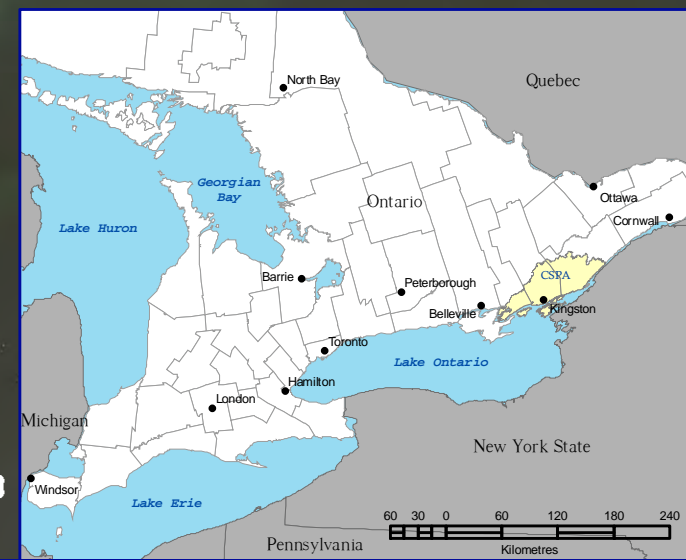 North Bay
Quebec
Georgian
Bay
Ontario
Ottawa
Cornwall
Lake Huron
CSPA
Barrie
Peterborough
Belleville
Kingston
Toronto
Lake Ontario
Hamilton
London
Michigan
New York State
Windsor
Lake Erie
60 30 0 60 120 180 240
Kilometres
Pennsylvania